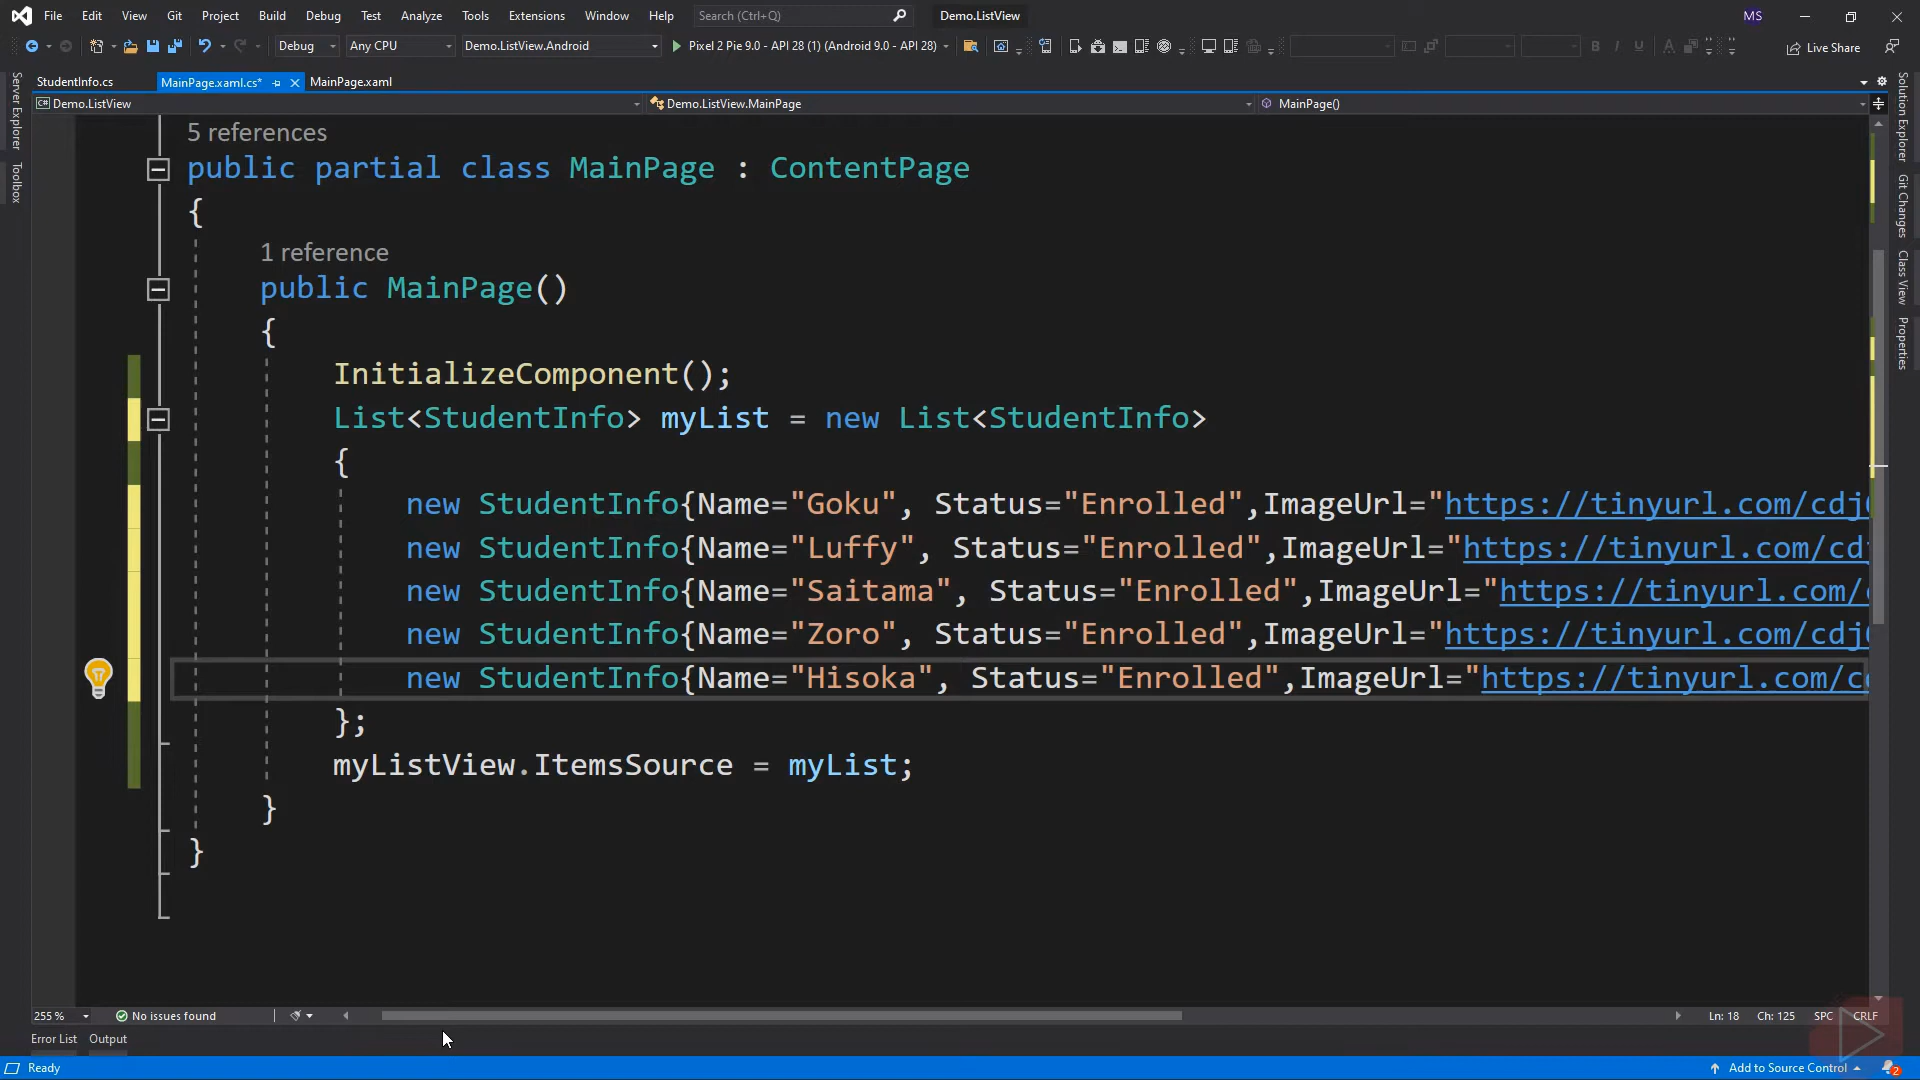 File Edit View Git Project Build Debug Test Analyze Tools Extensions Window Help Search (Ctrl+Q) Demo.ListView MS
Debug Any CPU Demo.ListView.Android Pixel 2 Pie 9.0 - API 28 (1) (Android 9.0 - API 28) Live Share
StudentInfo.cs MainPage.xaml.cs* MainPage.xaml
Demo.ListView Demo.ListView.MainPage MainPage()
Server Explorer
Toolbox
Solution Explorer
Git Changes
Class View
Properties
5 references
public partial class MainPage : ContentPage
{
1 reference
public MainPage()
{
InitializeComponent();
List<StudentInfo> myList = new List<StudentInfo>
{
new StudentInfo{Name="Goku", Status="Enrolled",ImageUrl="https://tinyurl.com/cdj
new StudentInfo{Name="Luffy", Status="Enrolled",ImageUrl="https://tinyurl.com/cd
new StudentInfo{Name="Saitama", Status="Enrolled",ImageUrl="https://tinyurl.com/
new StudentInfo{Name="Zoro", Status="Enrolled",ImageUrl="https://tinyurl.com/cdj
new StudentInfo{Name="Hisoka", Status="Enrolled",ImageUrl="https://tinyurl.com/c
};
myListView.ItemsSource = myList;
}
}
255 % No issues found Ln: 18 Ch: 125 SPC CRLF
Error List Output
Ready Add to Source Control 2